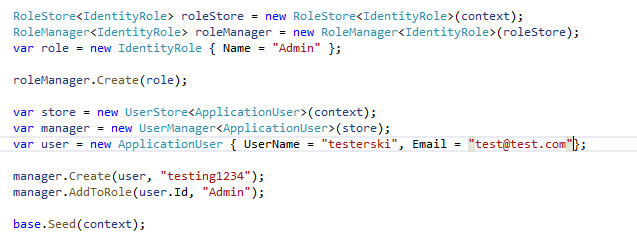 RoleStore<IdentityRole> roleStore = new RoleStore<IdentityRole>(context);
RoleManager<IdentityRole> roleManager = new RoleManager<IdentityRole>(roleStore);
var role = new IdentityRole { Name = "Admin" };
roleManager.Create(role);
var store = new UserStore<ApplicationUser>(context);
var manager = new UserManager<ApplicationUser>(store);
var user = new ApplicationUser { UserName = "testerski", Email = "test@test.com"};
manager.Create(user, "testing1234");
manager.AddToRole(user.Id, "Admin");
base.Seed(context);